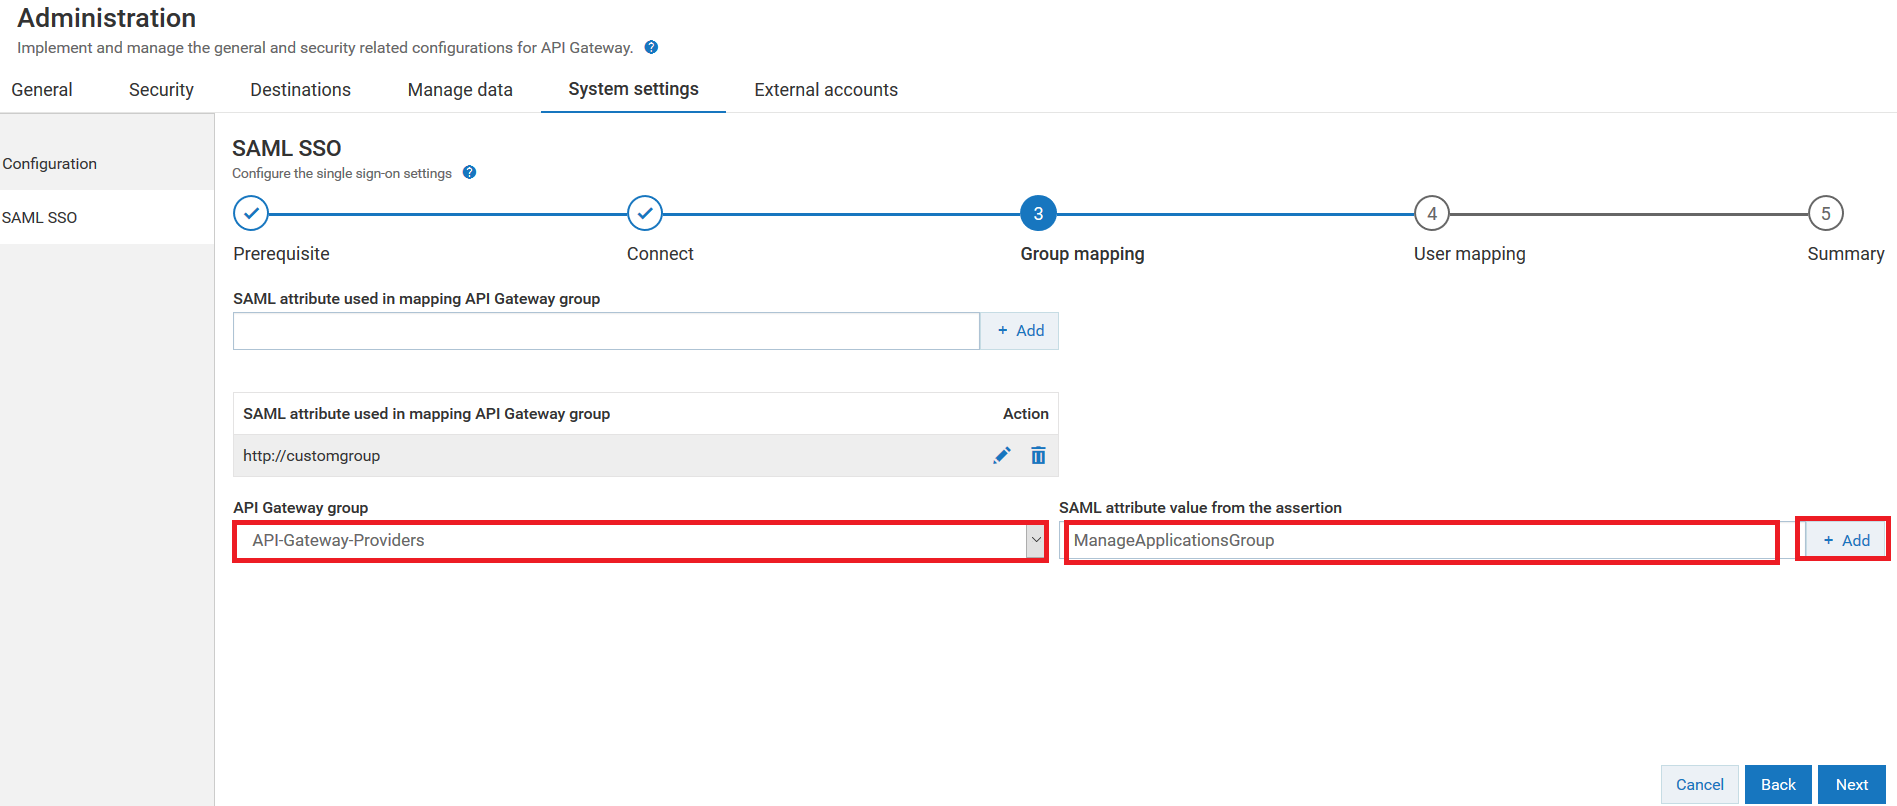 Administration
Implement and manage the general and security related configurations for API Gateway. ?
General Security Destinations Manage data System settings External accounts
Configuration
SAML SSO
SAML SSO
Configure the single sign-on settings ?
3 4 5
Prerequisite Connect Group mapping User mapping Summary
SAML attribute used in mapping API Gateway group
+ Add
SAML attribute used in mapping API Gateway group Action
http://customgroup
API Gateway group SAML attribute value from the assertion
API-Gateway-Providers ManageApplicationsGroup + Add
Cancel Back Next